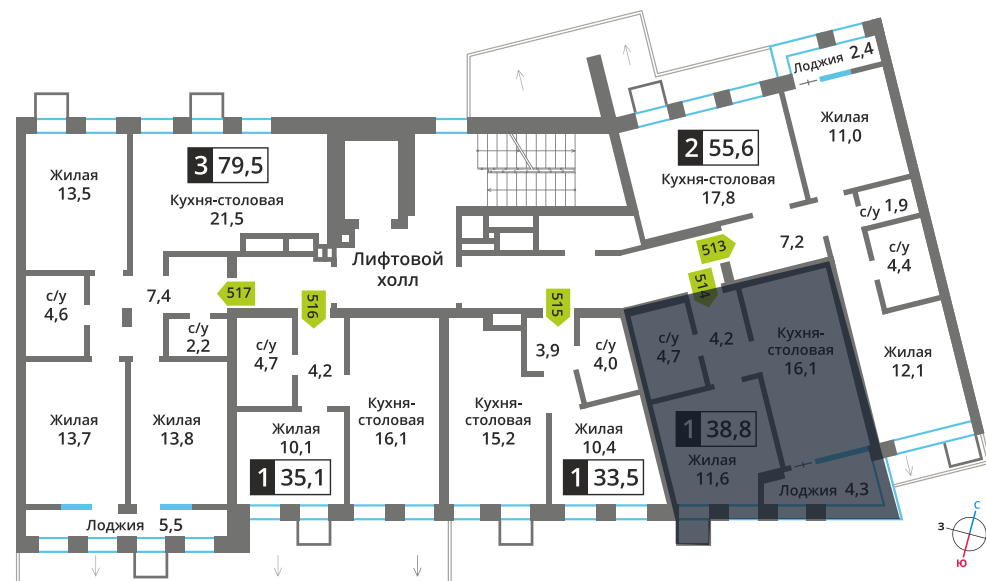 Лоджия 2,4
Жилая
11,0
2 55,6
Кухня-столовая
17,8
с/у 1,9
7,2
с/у
4,4
Жилая
12,1
513
3 79,5
Кухня-столовая
21,5
Жилая
13,5
Лифтовой
холл
с/у
4,6
7,4
с/у
2,2
517
Жилая
13,7
Жилая
13,8
Лоджия 5,5
516
с/у
4,7
4,2
Кухня-
столовая
16,1
Жилая
10,1
1 35,1
515
3,9
с/у
4,0
Кухня-
столовая
15,2
Жилая
10,4
1 33,5
514
с/у
4,7
4,2
Кухня-
столовая
16,1
1 38,8
Жилая
11,6
Лоджия 4,3
С
З
Ю